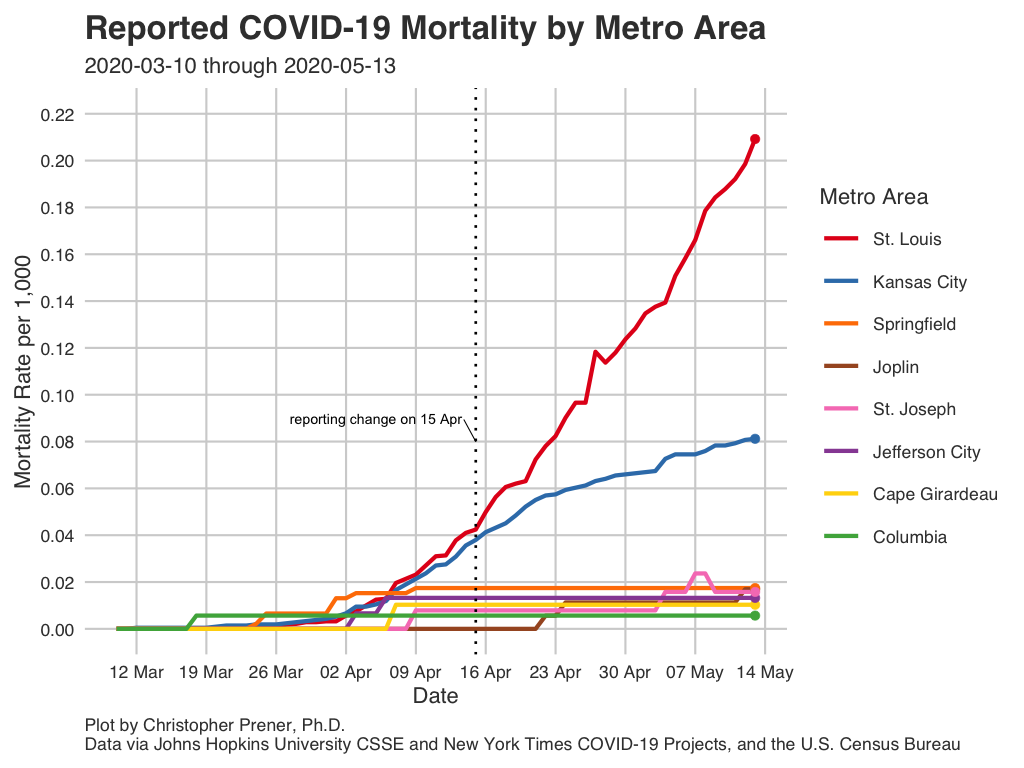 Reported COVID-19 Mortality by Metro Area
2020-03-10 through 2020-05-13
Mortality Rate per 1,000
0.22
0.20
0.18
0.16
0.14
0.12
0.10
0.08
0.06
0.04
0.02
0.00
reporting change on 15 Apr
12 Mar 19 Mar 26 Mar 02 Apr 09 Apr 16 Apr 23 Apr 30 Apr 07 May 14 May
Date
Metro Area
St. Louis
Kansas City
Springfield
Joplin
St. Joseph
Jefferson City
Cape Girardeau
Columbia
Plot by Christopher Prener, Ph.D.
Data via Johns Hopkins University CSSE and New York Times COVID-19 Projects, and the U.S. Census Bureau